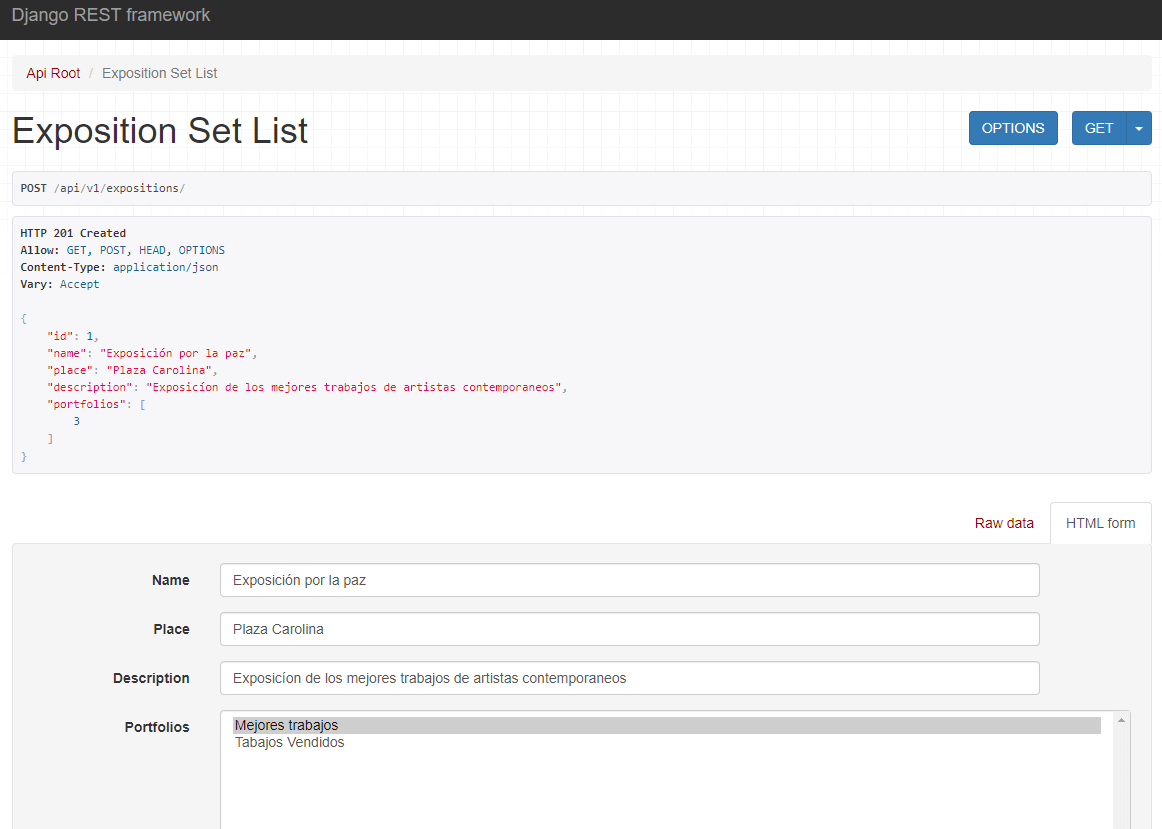 Django REST framework
Api Root / Exposition Set List
Exposition Set List
OPTIONS
GET
POST /api/v1/expositions/
HTTP 201 Created
Allow: GET, POST, HEAD, OPTIONS
Content-Type: application/json
Vary: Accept
{
    "id": 1,
    "name": "Exposición por la paz",
    "place": "Plaza Carolina",
    "description": "Exposicíon de los mejores trabajos de artistas contemporaneos",
    "portfolios": [
        3
    ]
}
Raw data
HTML form
Name
Exposición por la paz
Place
Plaza Carolina
Description
Exposicíon de los mejores trabajos de artistas contemporaneos
Portfolios
Mejores trabajos
Tabajos Vendidos